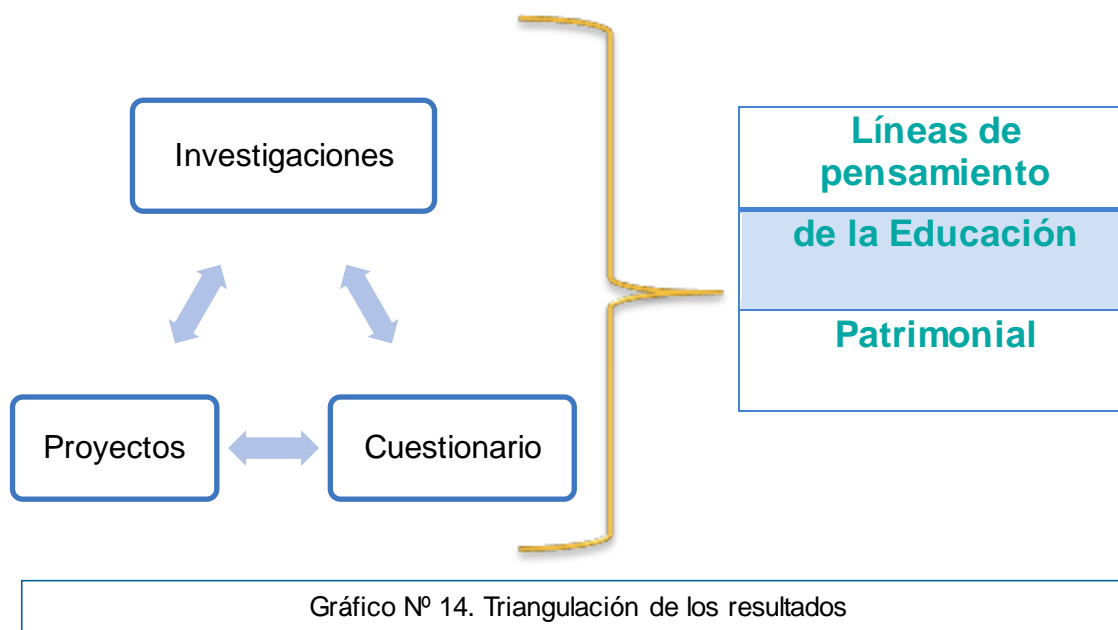 Investigaciones
Proyectos
Cuestionario
Líneas de
pensamiento
de la Educación
Patrimonial
Gráfico Nº 14. Triangulación de los resultados